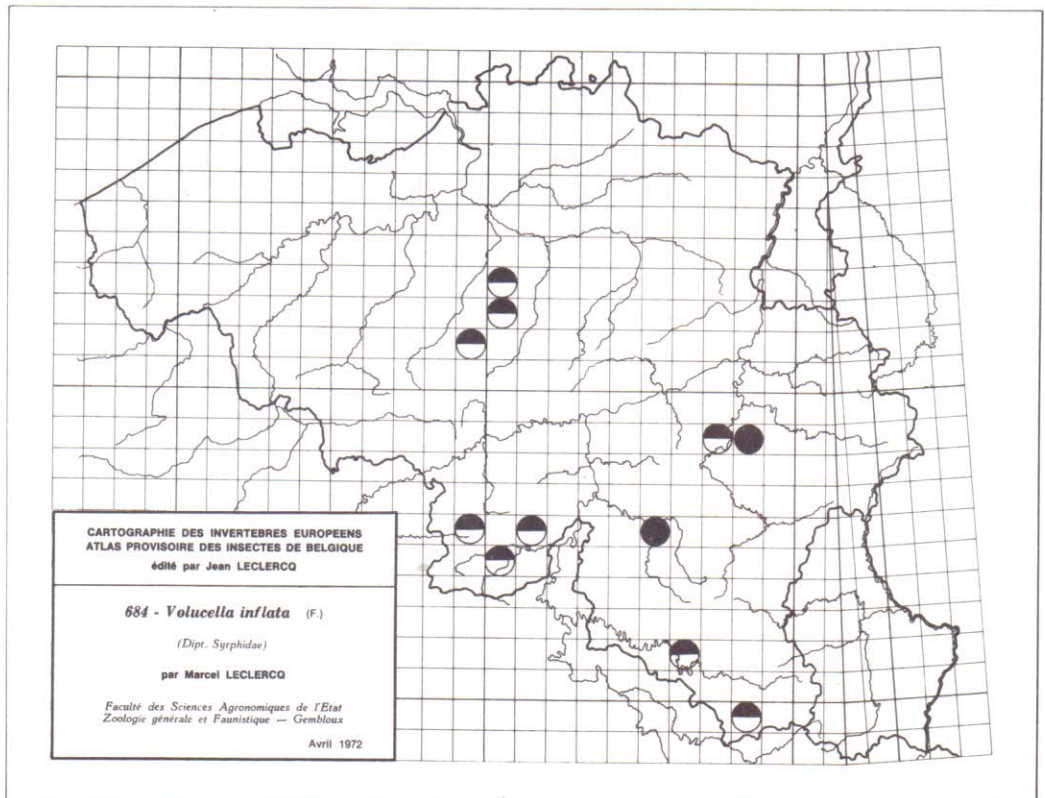 CARTOGRAPHIE DES INVERTEBRES EUROPEENS
ATLAS PROVISOIRE DES INSECTES DE BELGIQUE
édité par Jean LECLERCQ
684 - Volucella inflata (F.)
(Dipt. Syrphidae)
par Marcel LECLERCQ
Faculté des Sciences Agronomiques de l'Etat
Zoologie générale et Faunistique — Gembloux
Avril 1972